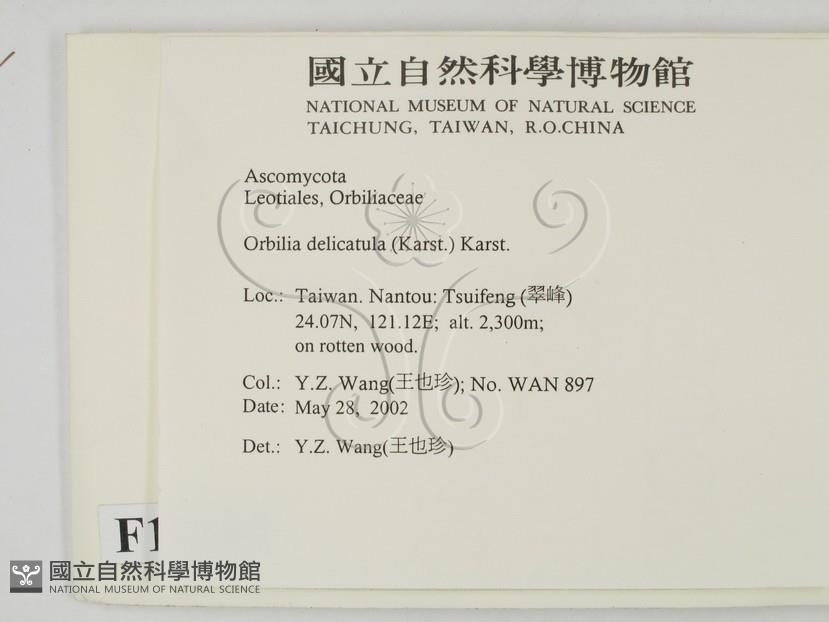 國立自然科學博物館
NATIONAL MUSEUM OF NATURAL SCIENCE
TAICHUNG, TAIWAN, R.O.CHINA
Ascomycota
Leotiales, Orbiliaceae
Orbilia delicatula (Karst.) Karst.
Loc.: Taiwan. Nantou: Tsuifeng (翠峰)
24.07N, 121.12E; alt. 2,300m;
on rotten wood.
Col.: Y.Z. Wang(王也珍); No. WAN 897
Date: May 28, 2002
Det.: Y.Z. Wang(王也珍)
F1
國立自然科學博物館
NATIONAL MUSEUM OF NATURAL SCIENCE